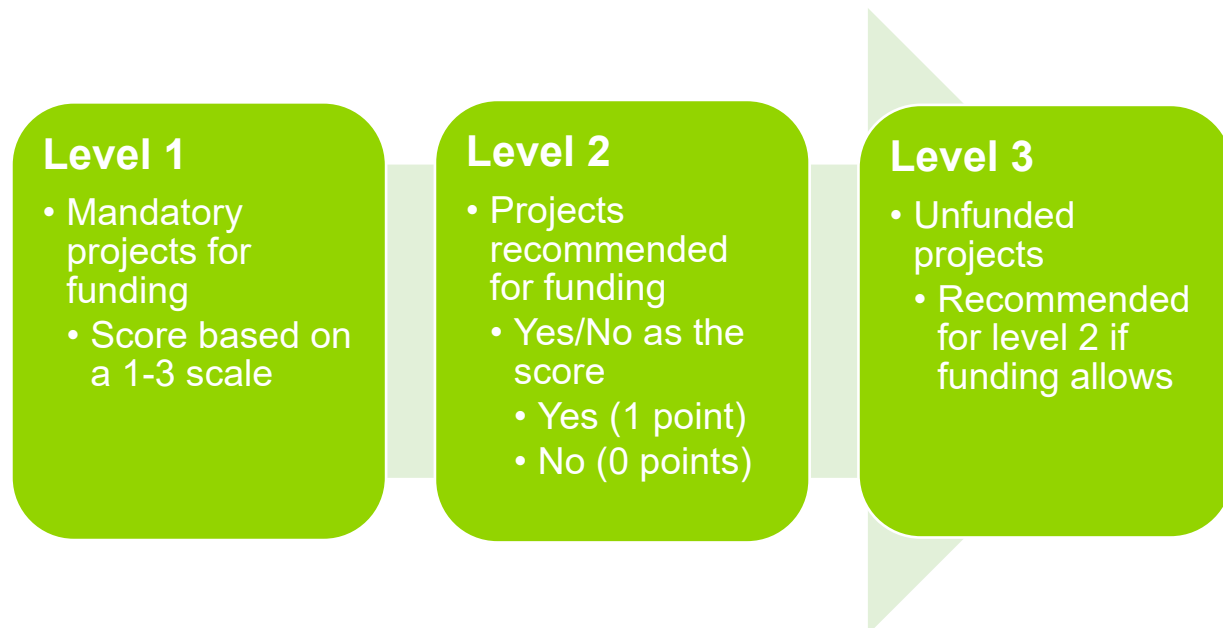 Level 1
• Mandatory
projects for
funding
• Score based on
a 1-3 scale
Level 2
• Projects
recommended
for funding
• Yes/No as the
score
• Yes (1 point)
• No (0 points)
Level 3
• Unfunded
projects
• Recommended
for level 2 if
funding allows